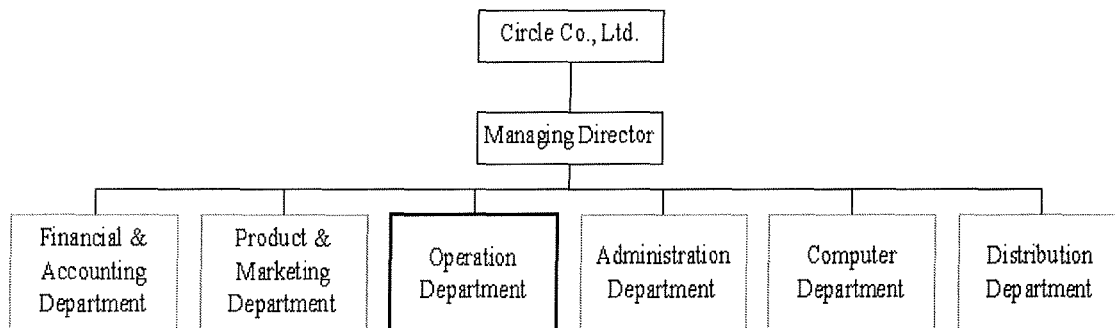 Circle Co., Ltd.
Managing Director
Financial &
Accounting
Department
Product &
Marketing
Department
Operation
Department
Administration
Department
Computer
Department
Distribution
Department